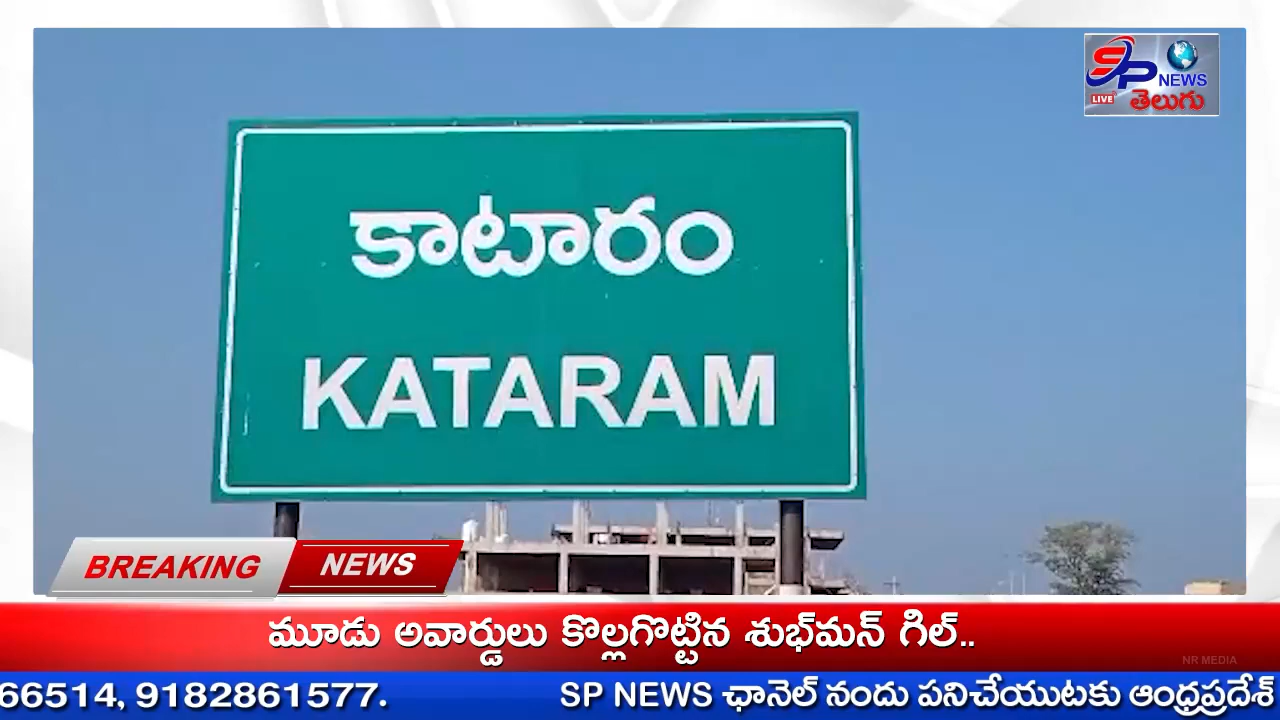 SP NEWS
LIVE తెలుగు
కాటారం
KATARAM
BREAKING NEWS
మూడు అవార్డులు కొల్లగొట్టిన శుభ్‌మన్ గిల్..
NR MEDIA
66514, 9182861577. SP NEWS ఛానెల్ నందు పనిచేయుటకు ఆంధ్రప్రదేశ్